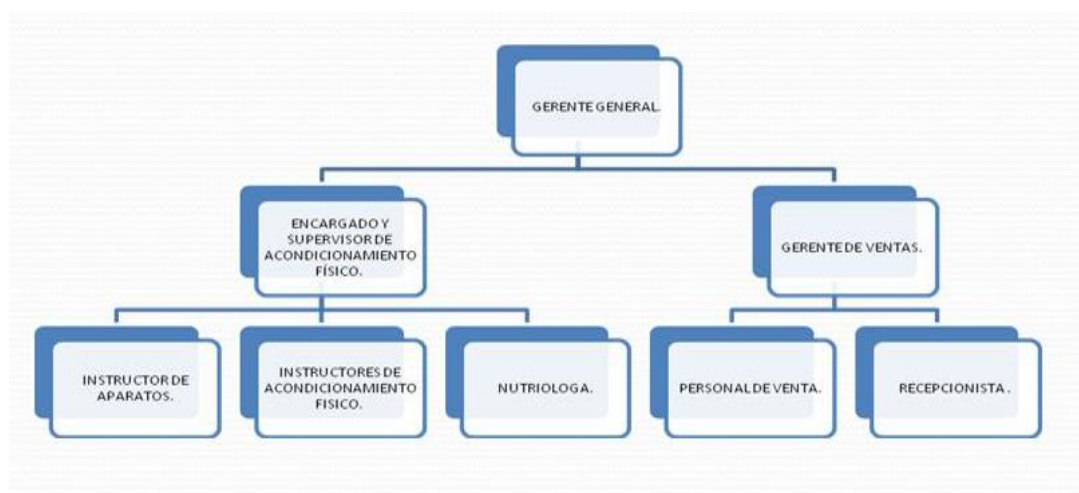 GERENTE GENERAL.
ENCARGADO Y
SUPERVISOR DE
ACONDICIONAMIENTO
FÍSICO.
GERENTE DE VENTAS.
INSTRUCTOR DE
APARATOS.
INSTRUCTORES DE
ACONDICIONAMIENTO
FISICO.
NUTRIOLOGA.
PERSONAL DE VENTA.
RECEPCIONISTA .